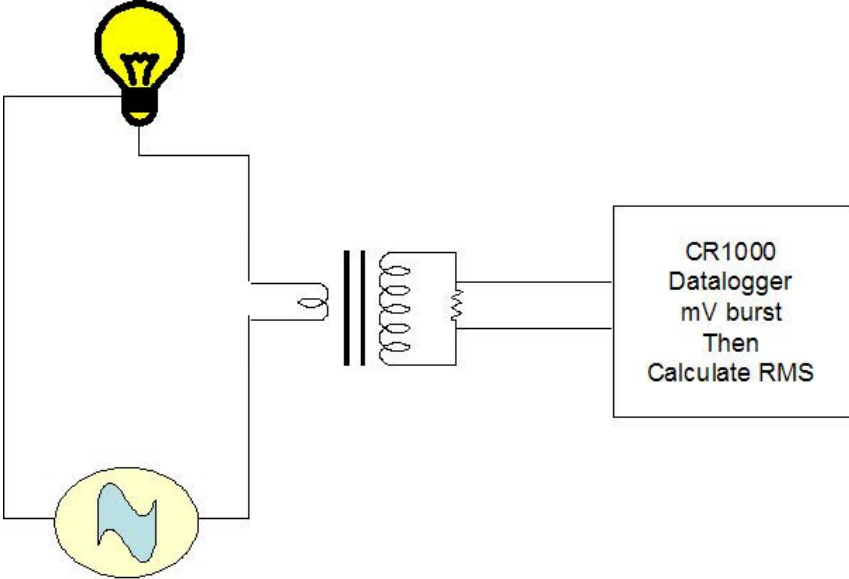 CR1000
Datalogger
mV burst
Then
Calculate RMS